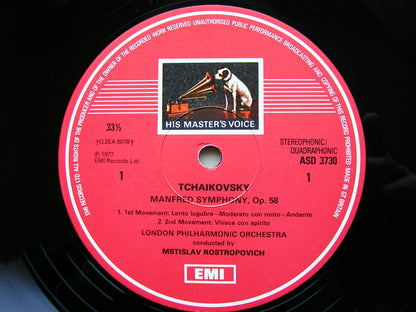 EMI RECORDS LTD ALL RIGHTS OF THE PRODUCER AND OF THE OWNER OF THE RECORDED WORK RESERVED·UNAUTHORISED PUBLIC PERFORMANCE BROADCASTING AND COPYING OF THIS RECORD PROHIBITED. MADE IN GT BRITAIN
HIS MASTER'S VOICE
33⅓
STEREOPHONIC/
QUADRAPHONIC
ASD 3730
Ⓟ 1977
EMI Records Ltd
1
1
TCHAIKOVSKY
MANFRED SYMPHONY, Op. 58
1. 1st Movement: Lento lugubre—Moderato con moto—Andante
2. 2nd Movement: Vivace con spirito
LONDON PHILHARMONIC ORCHESTRA
conducted by
MSTISLAV ROSTROPOVICH
EMI